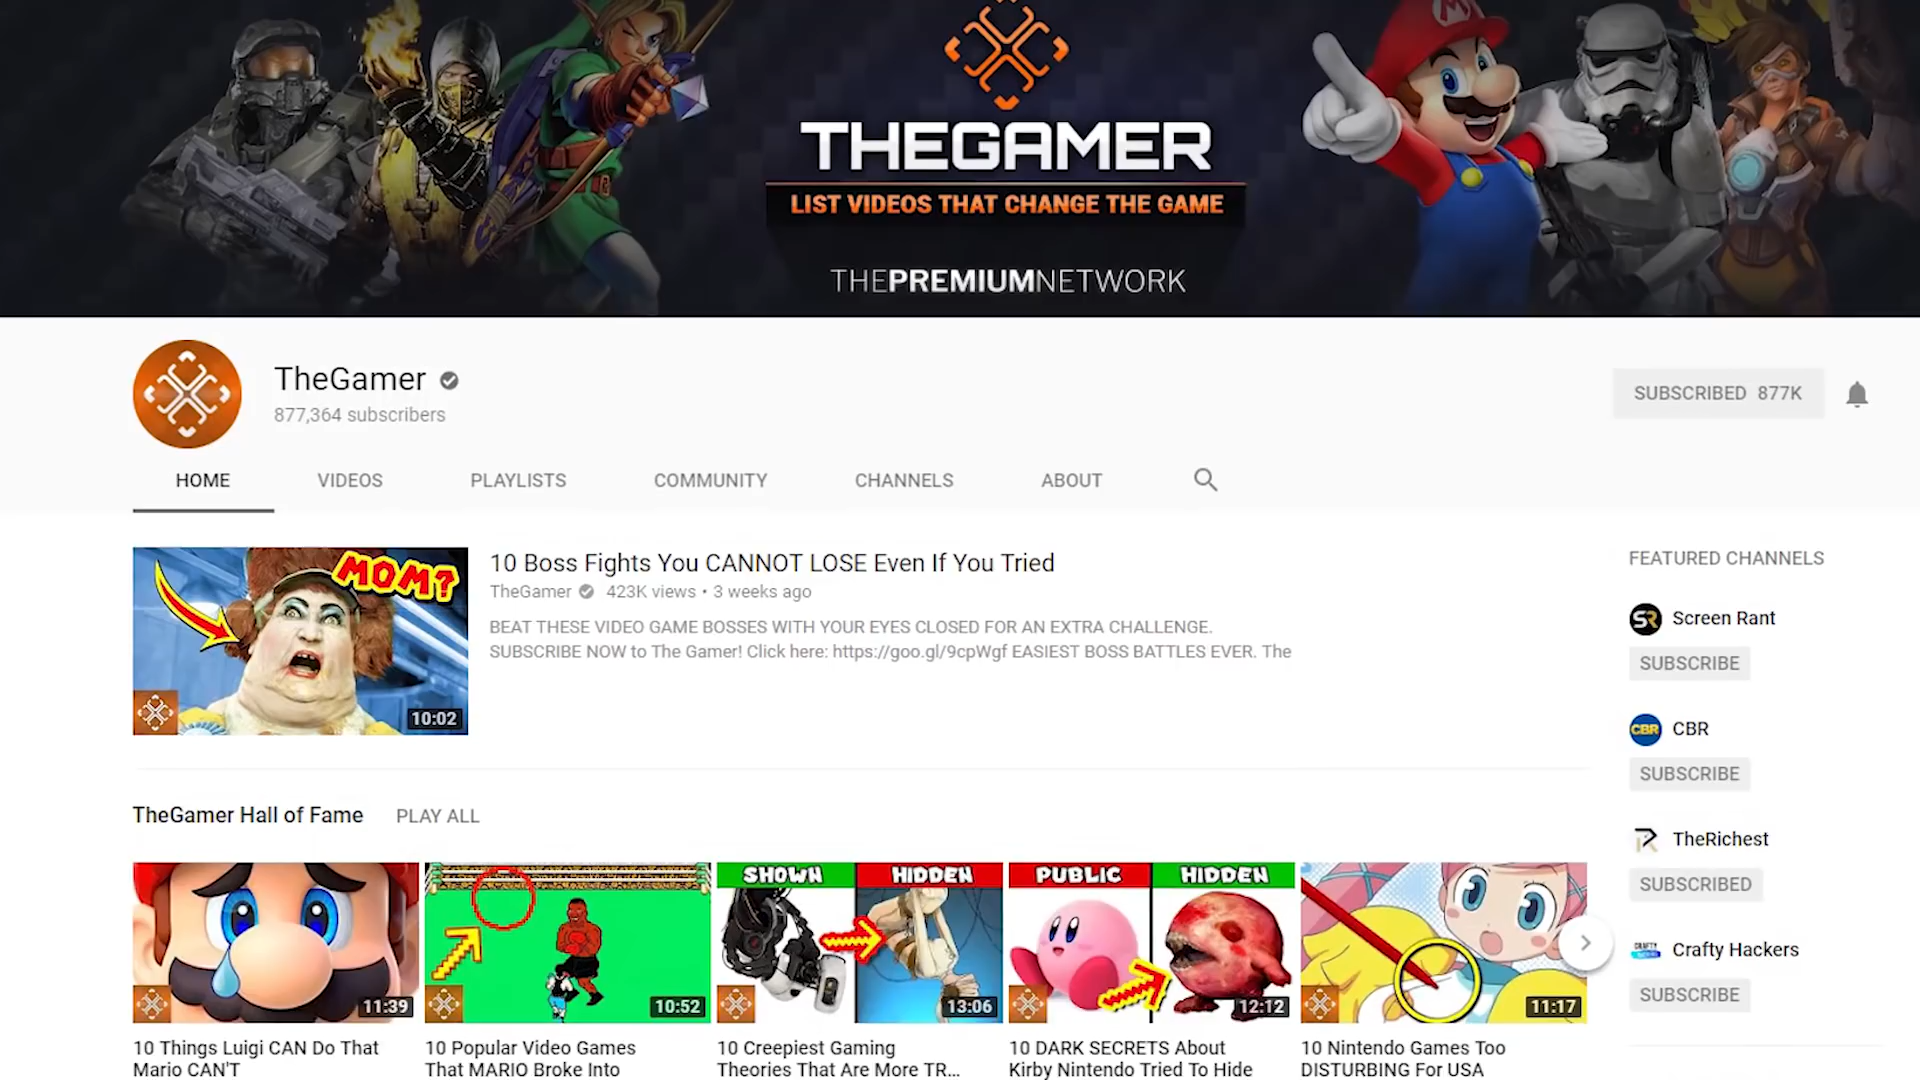 THEGAMER
LIST VIDEOS THAT CHANGE THE GAME
THEPREMIUMNETWORK
TheGamer
877,364 subscribers
SUBSCRIBED 877K
HOME VIDEOS PLAYLISTS COMMUNITY CHANNELS ABOUT
MOM?
10:02
10 Boss Fights You CANNOT LOSE Even If You Tried
TheGamer 423K views • 3 weeks ago
BEAT THESE VIDEO GAME BOSSES WITH YOUR EYES CLOSED FOR AN EXTRA CHALLENGE.
SUBSCRIBE NOW to The Gamer! Click here: https://goo.gl/9cpWgf EASIEST BOSS BATTLES EVER. The
FEATURED CHANNELS
SR
Screen Rant
SUBSCRIBE
CBR
CBR
SUBSCRIBE
TheRichest
SUBSCRIBED
CRAFTY
Crafty Hackers
SUBSCRIBE
TheGamer Hall of Fame PLAY ALL
11:39
10 Things Luigi CAN Do That
Mario CAN'T
10:52
10 Popular Video Games
That MARIO Broke Into
SHOWN HIDDEN
13:06
10 Creepiest Gaming
Theories That Are More TR...
PUBLIC HIDDEN
12:12
10 DARK SECRETS About
Kirby Nintendo Tried To Hide
11:17
10 Nintendo Games Too
DISTURBING For USA